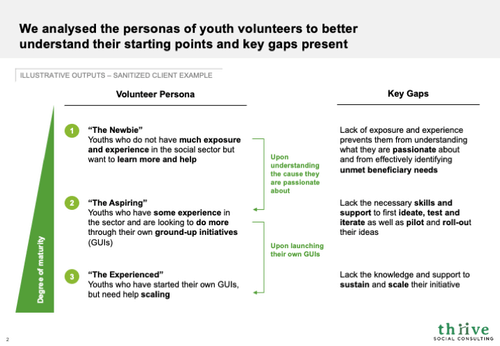 We analysed the personas of youth volunteers to better
understand their starting points and key gaps present
ILLUSTRATIVE OUTPUTS – SANITIZED CLIENT EXAMPLE
Volunteer Persona
Key Gaps
Degree of maturity
1
“The Newbie”
Youths who do not have much exposure
and experience in the social sector but
want to learn more and help
Lack of exposure and experience
prevents them from understanding
what they are passionate about
and from effectively identifying
unmet beneficiary needs
Upon
understanding
the cause they
are passionate
about
2
“The Aspiring”
Youths who have some experience in
the sector and are looking to do more
through their own ground-up initiatives
(GUIs)
Lack the necessary skills and
support to first ideate, test and
iterate as well as pilot and roll-out
their ideas
Upon launching
their own GUIs
3
“The Experienced”
Youths who have started their own GUIs,
but need help scaling
Lack the knowledge and support to
sustain and scale their initiative
2
thrive
SOCIAL CONSULTING